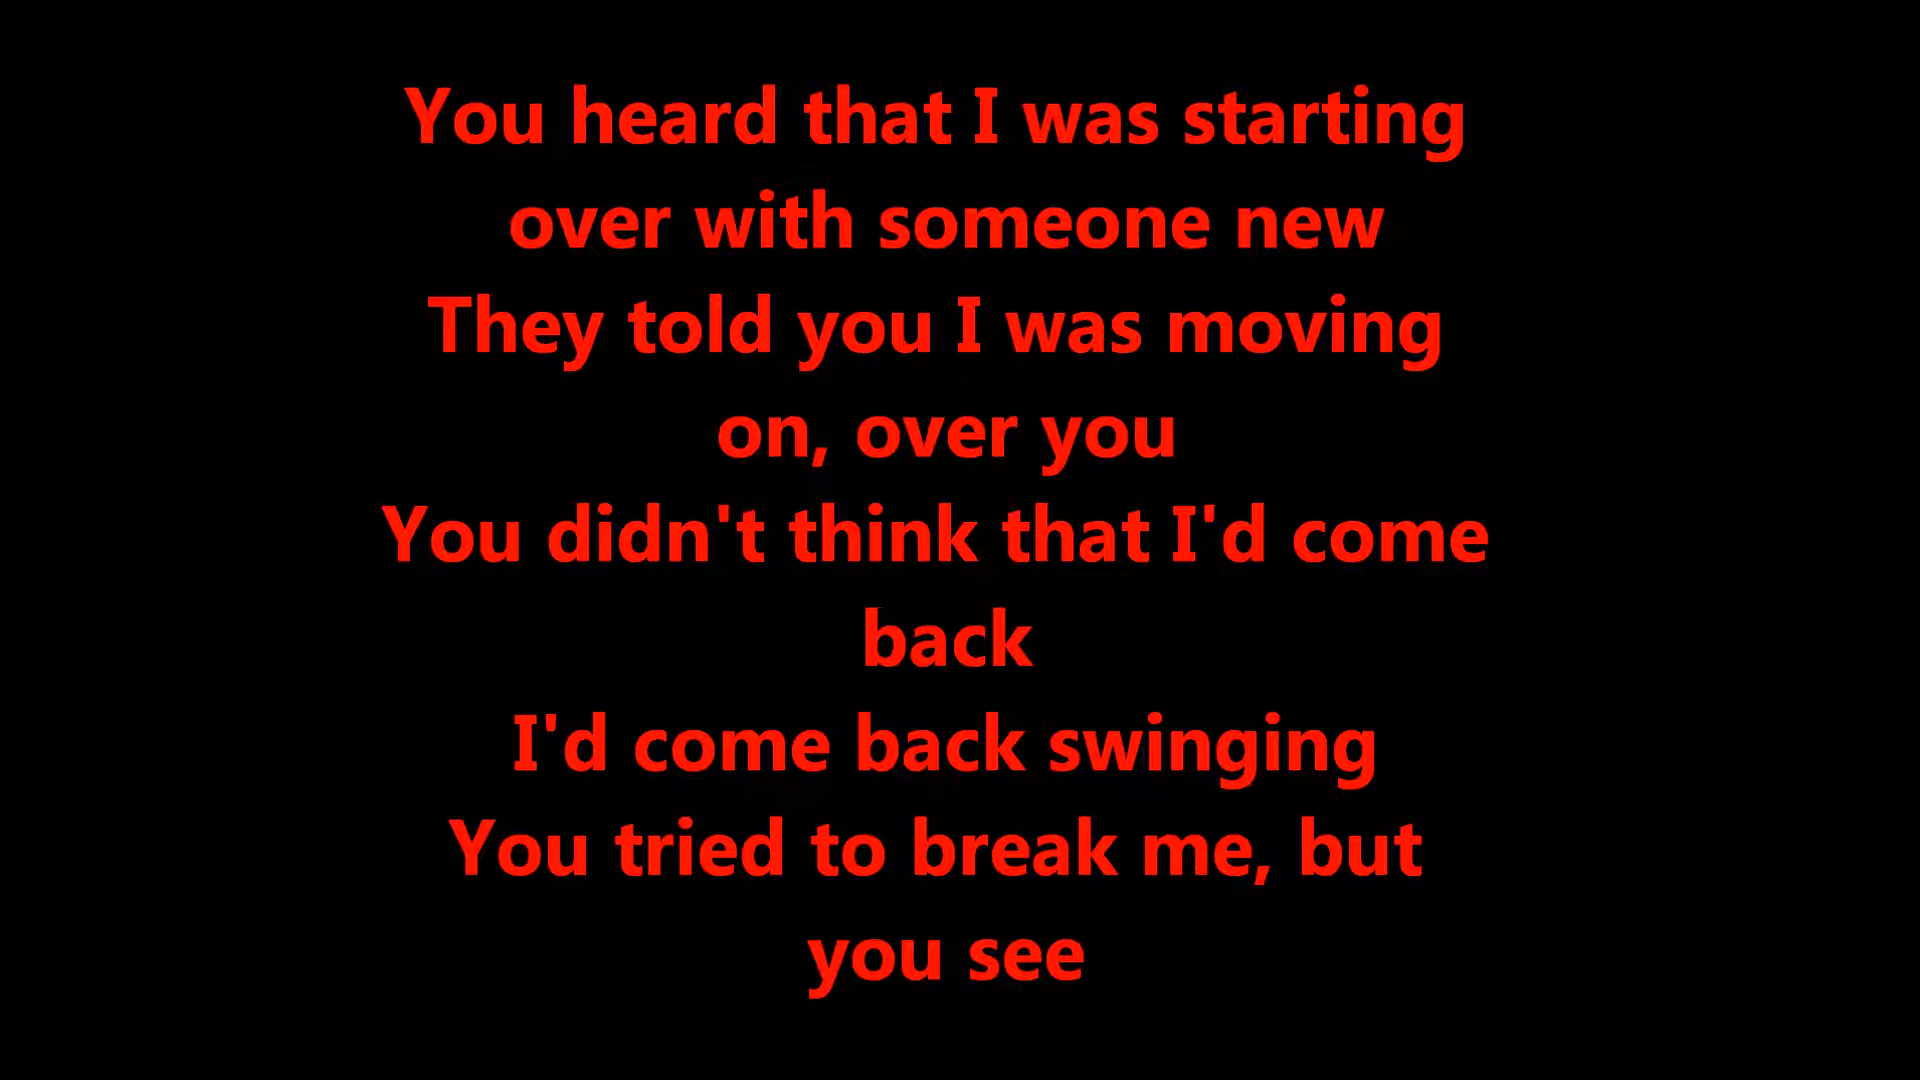 You heard that I was starting
over with someone new
They told you I was moving
on, over you
You didn't think that I'd come
back
I'd come back swinging
You tried to break me, but
you see